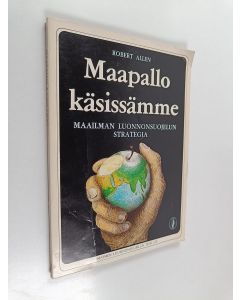 ROBERT ALLEN
Maapallo
käsissämme
MAAILMAN LUONNONSUOJELUN
STRATEGIA